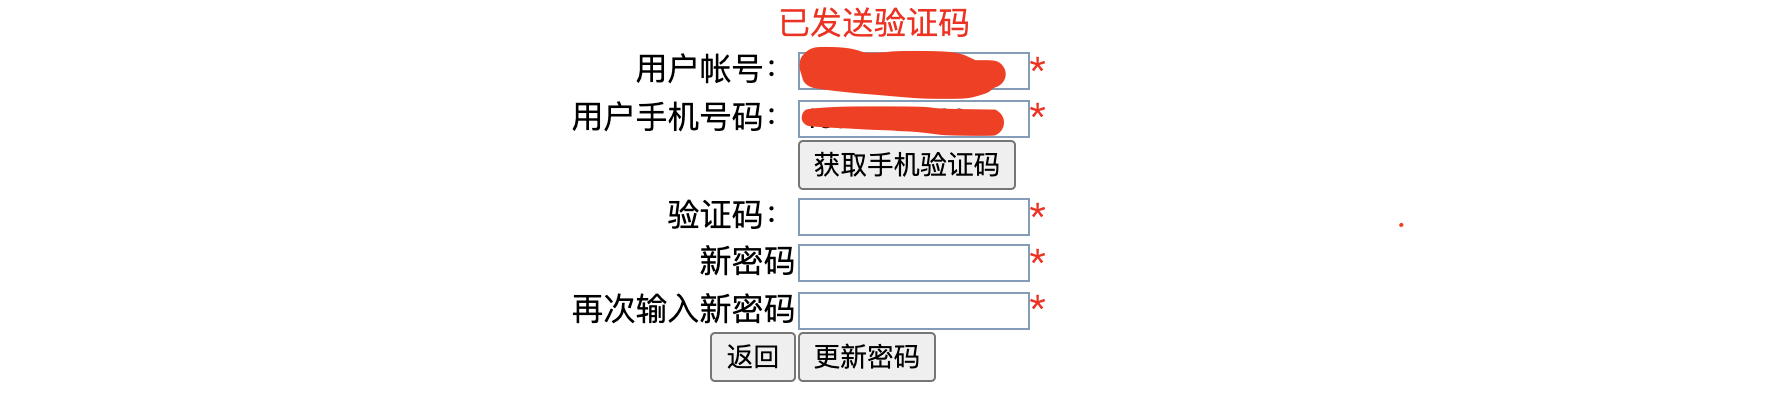 已发送验证码
用户帐号： *
用户手机号码： *
获取手机验证码
验证码： *
新密码 *
再次输入新密码 *
返回 更新密码